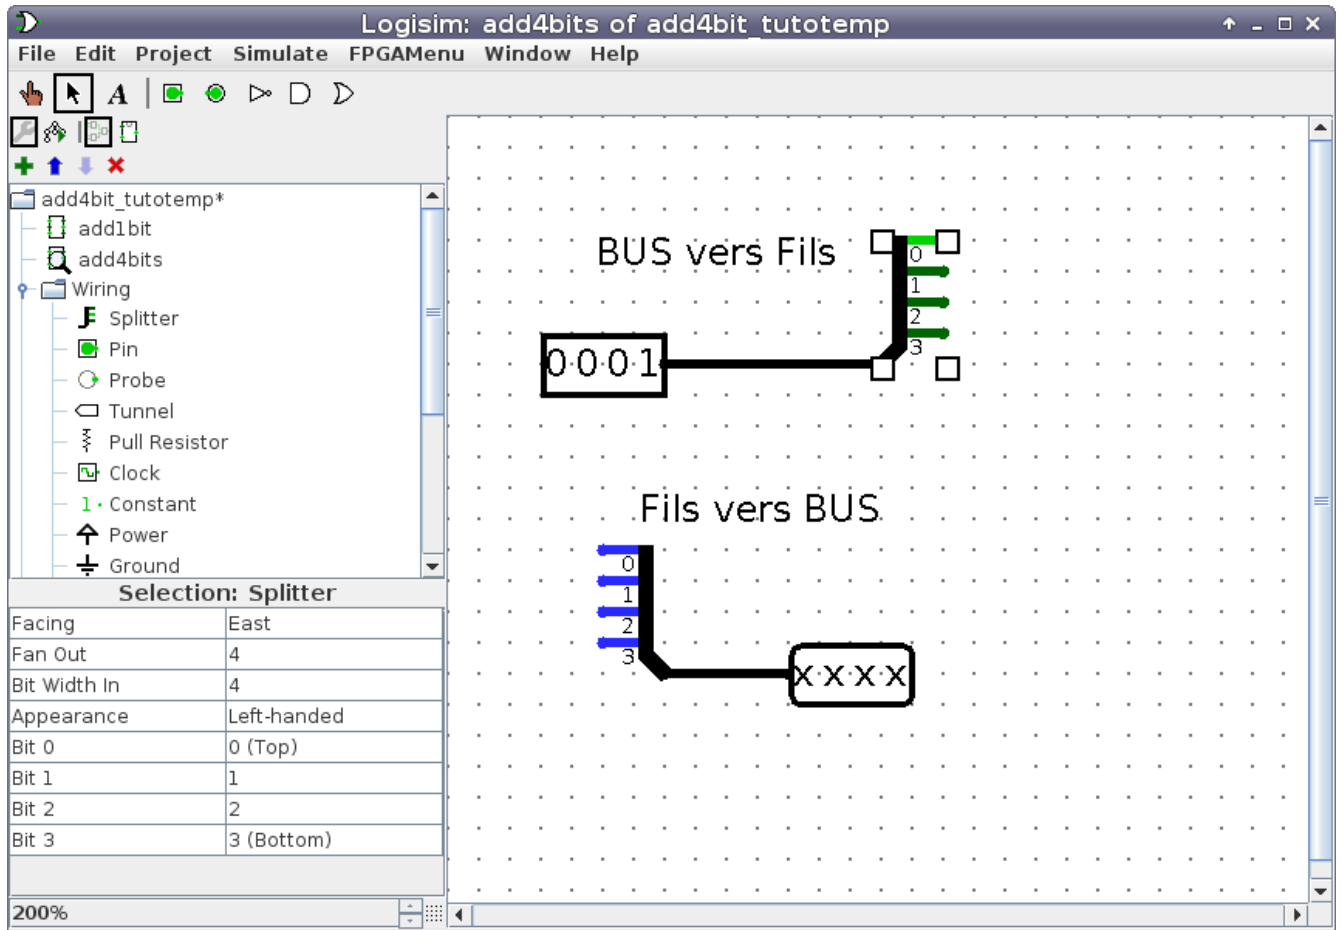 Logisim: add4bits of add4bit_tutotemp
File Edit Project Simulate FPGAMenu Window Help
A
add4bit_tutotemp*
add1bit
add4bits
Wiring
Splitter
Pin
Probe
Tunnel
Pull Resistor
Clock
1 Constant
Power
Ground
Selection: Splitter
Facing East
Fan Out 4
Bit Width In 4
Appearance Left-handed
Bit 0 0 (Top)
Bit 1 1
Bit 2 2
Bit 3 3 (Bottom)
200%
BUS vers Fils
0
1
2
3
0001
Fils vers BUS
0
1
2
3
xxxx